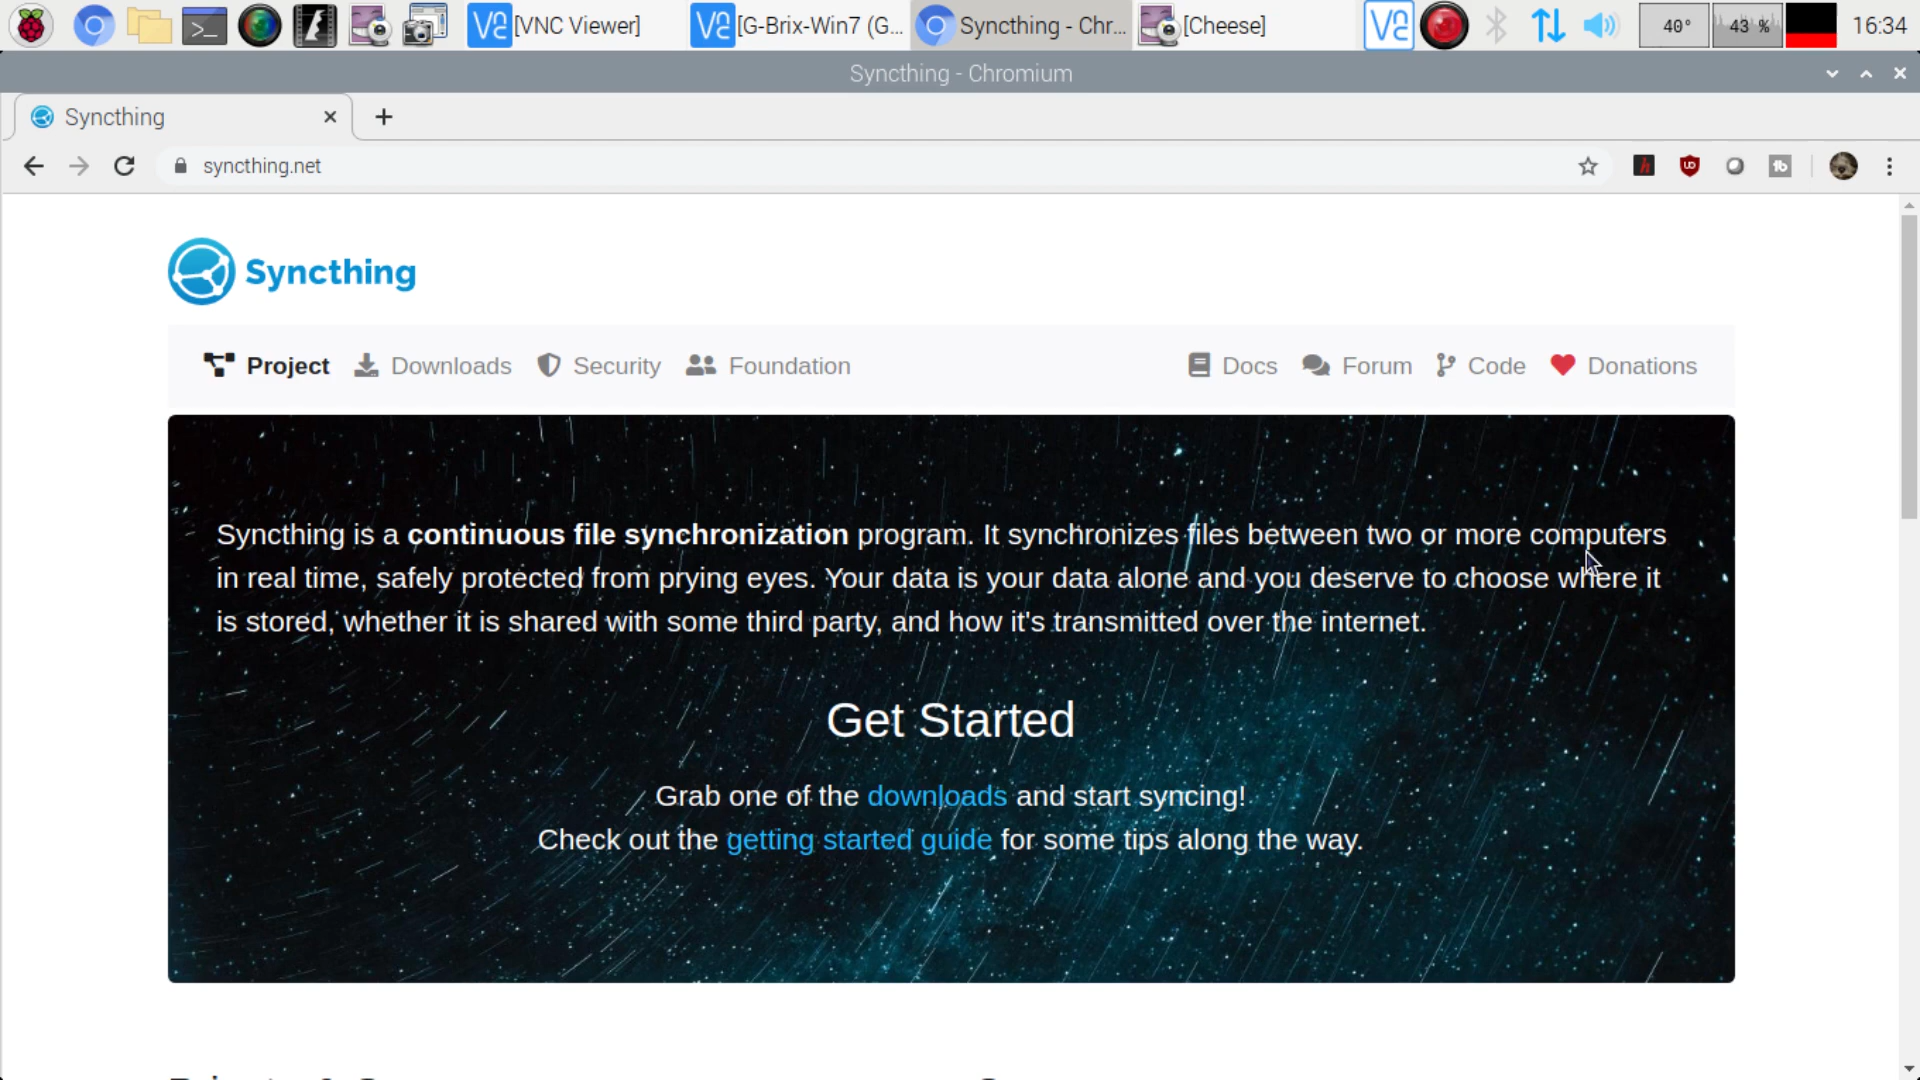 [VNC Viewer] [G-Brix-Win7 (G... Syncthing - Chr... [Cheese] 40° 43 % 16:34
Syncthing - Chromium
Syncthing
syncthing.net
Syncthing
Project Downloads Security Foundation Docs Forum Code Donations
Syncthing is a continuous file synchronization program. It synchronizes files between two or more computers
in real time, safely protected from prying eyes. Your data is your data alone and you deserve to choose where it
is stored, whether it is shared with some third party, and how it's transmitted over the internet.
Get Started
Grab one of the downloads and start syncing!
Check out the getting started guide for some tips along the way.